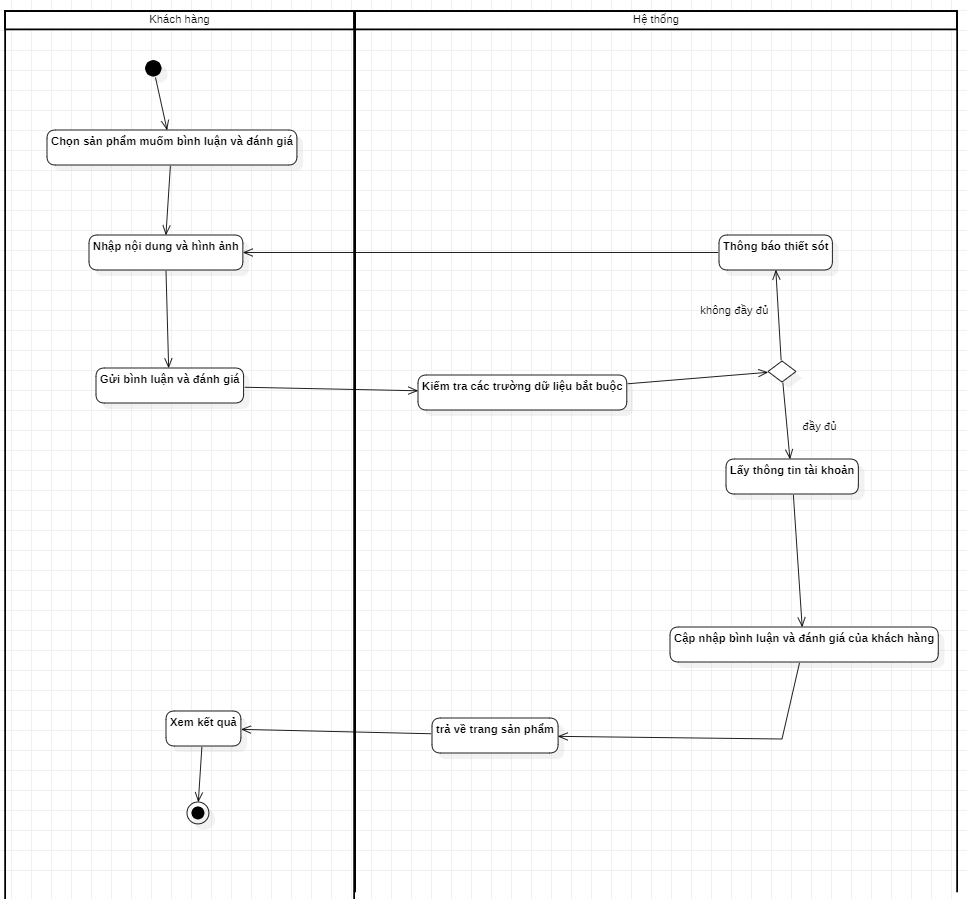 Khách hàng
Hệ thống
Chọn sản phẩm muốm bình luận và đánh giá
Nhập nội dung và hình ảnh
Thông báo thiết sót
không đầy đủ
Gửi bình luận và đánh giá
Kiểm tra các trường dữ liệu bắt buộc
đầy đủ
Lấy thông tin tài khoản
Cập nhập bình luận và đánh giá của khách hàng
Xem kết quả
trả về trang sản phẩm